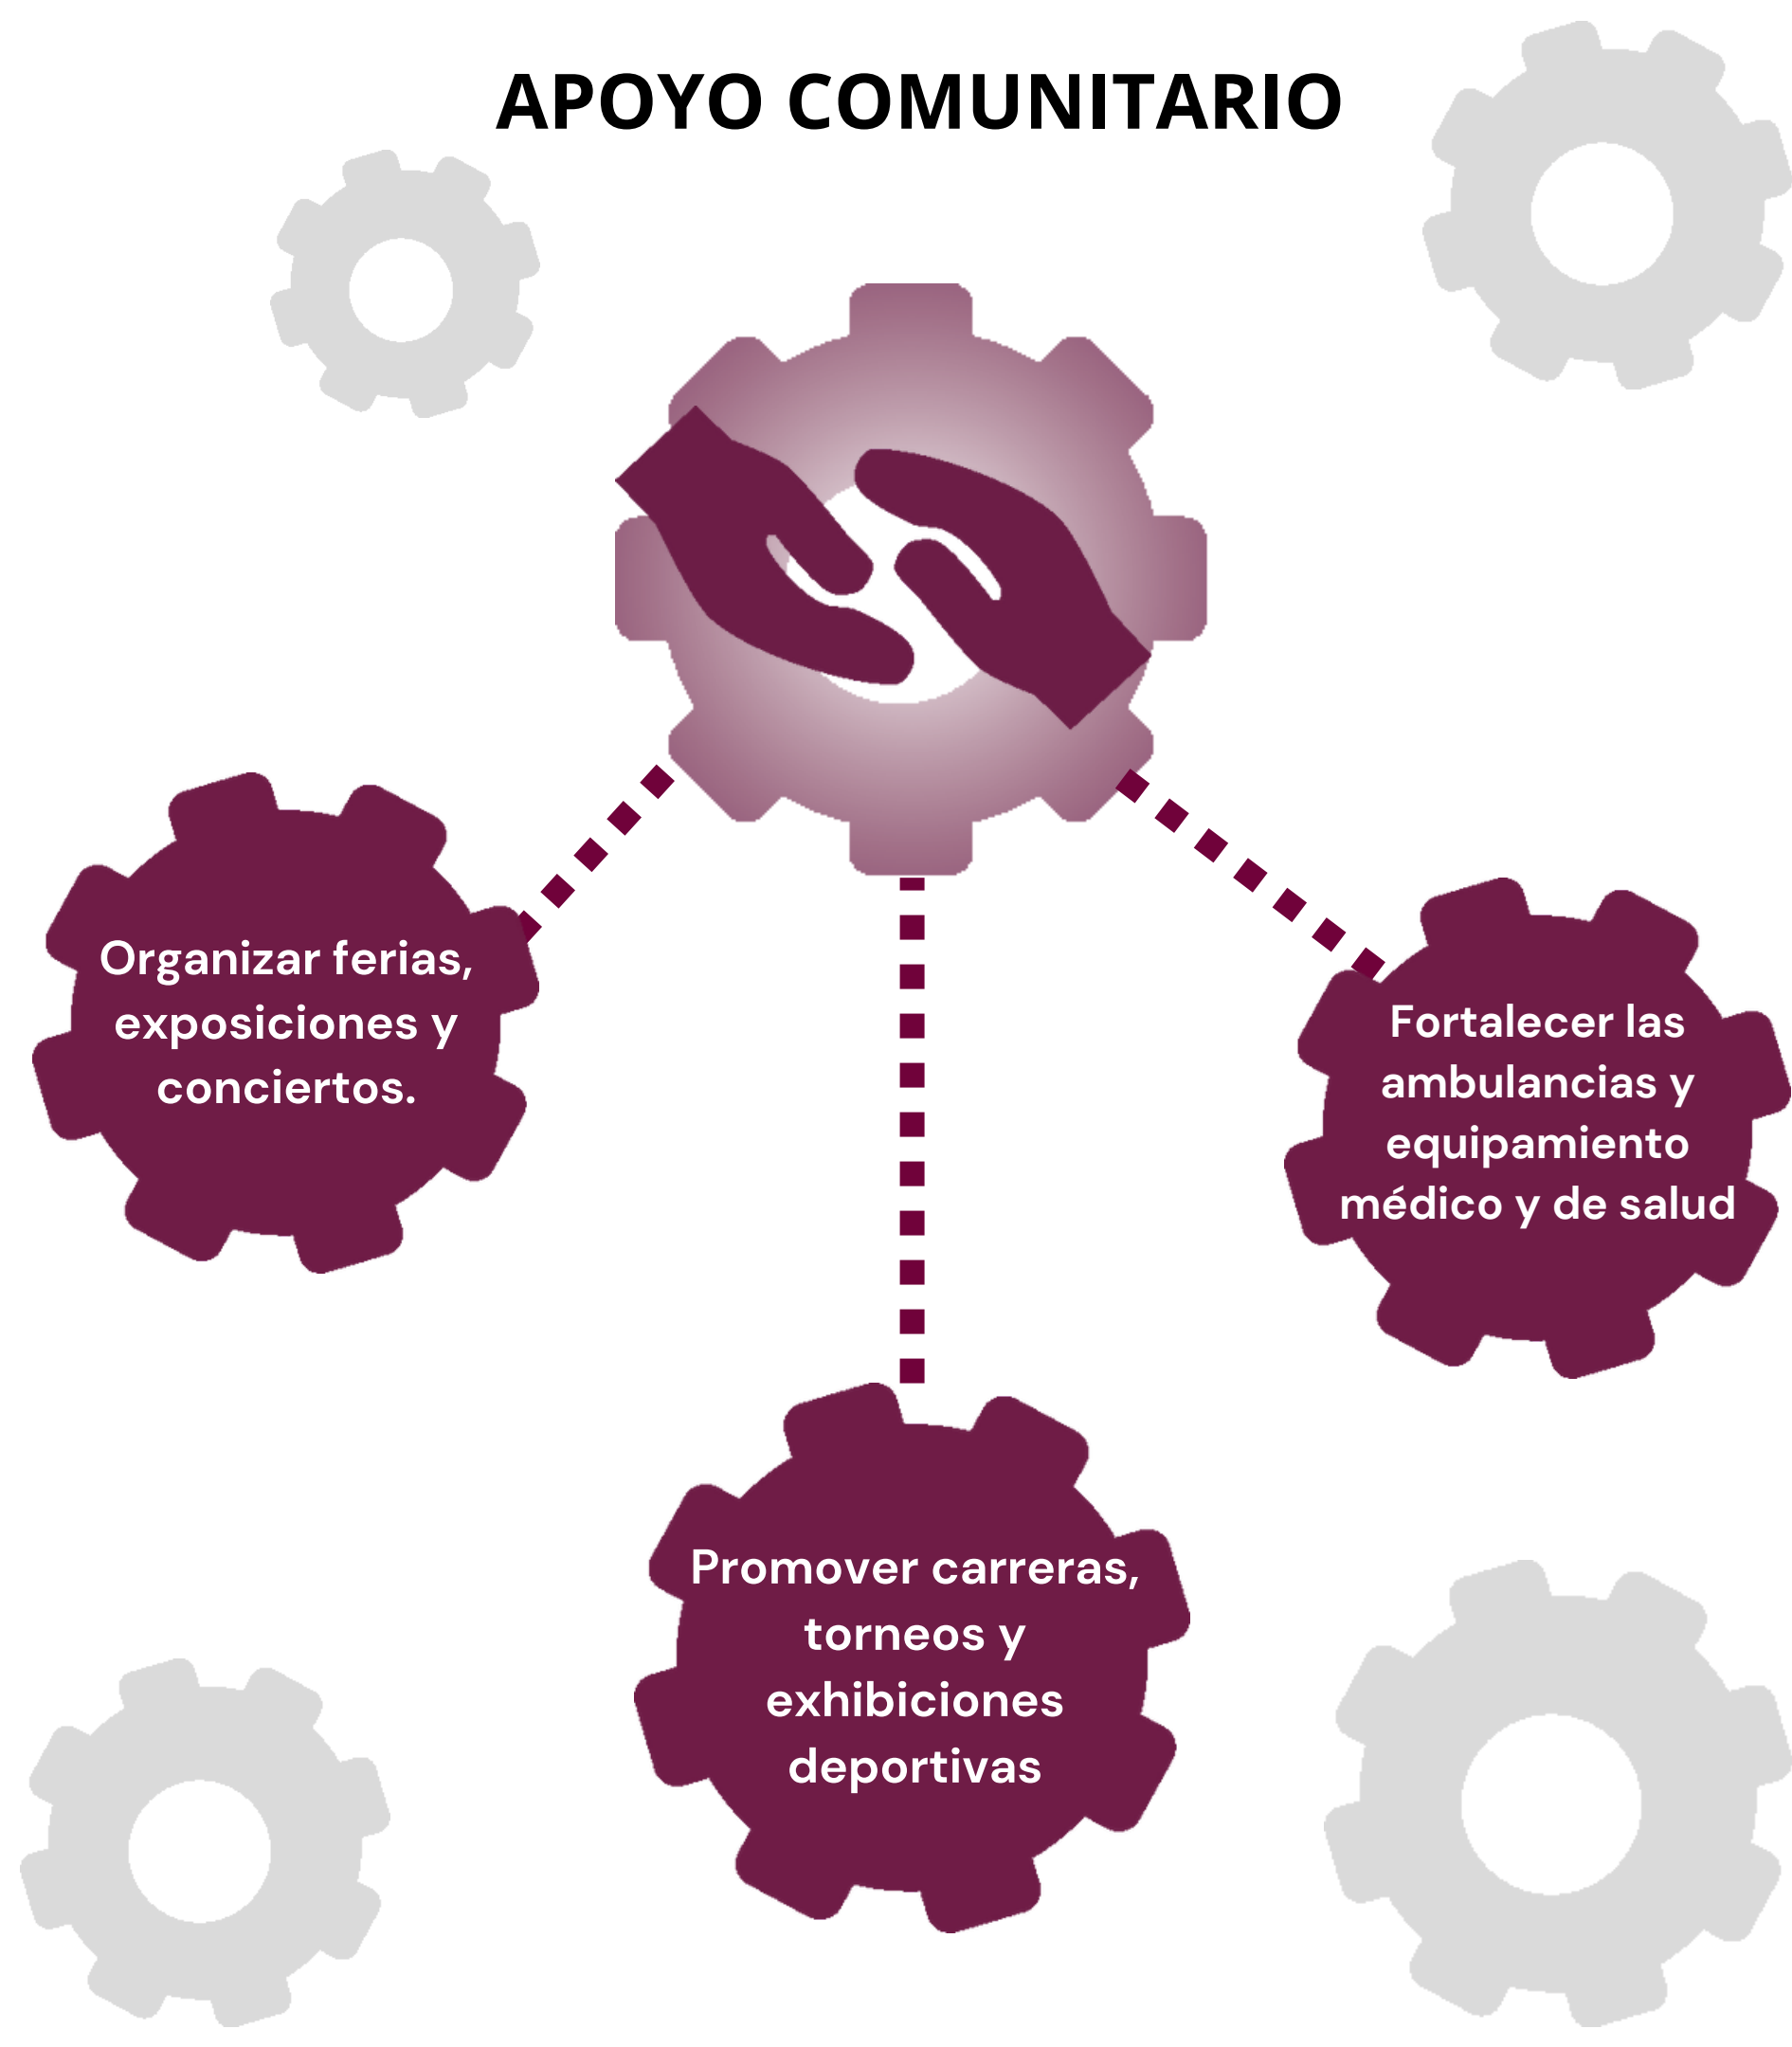 APOYO COMUNITARIO
Organizar ferias,
exposiciones y
conciertos.
Fortalecer las
ambulancias y
equipamiento
médico y de salud
Promover carreras,
torneos y
exhibiciones
deportivas